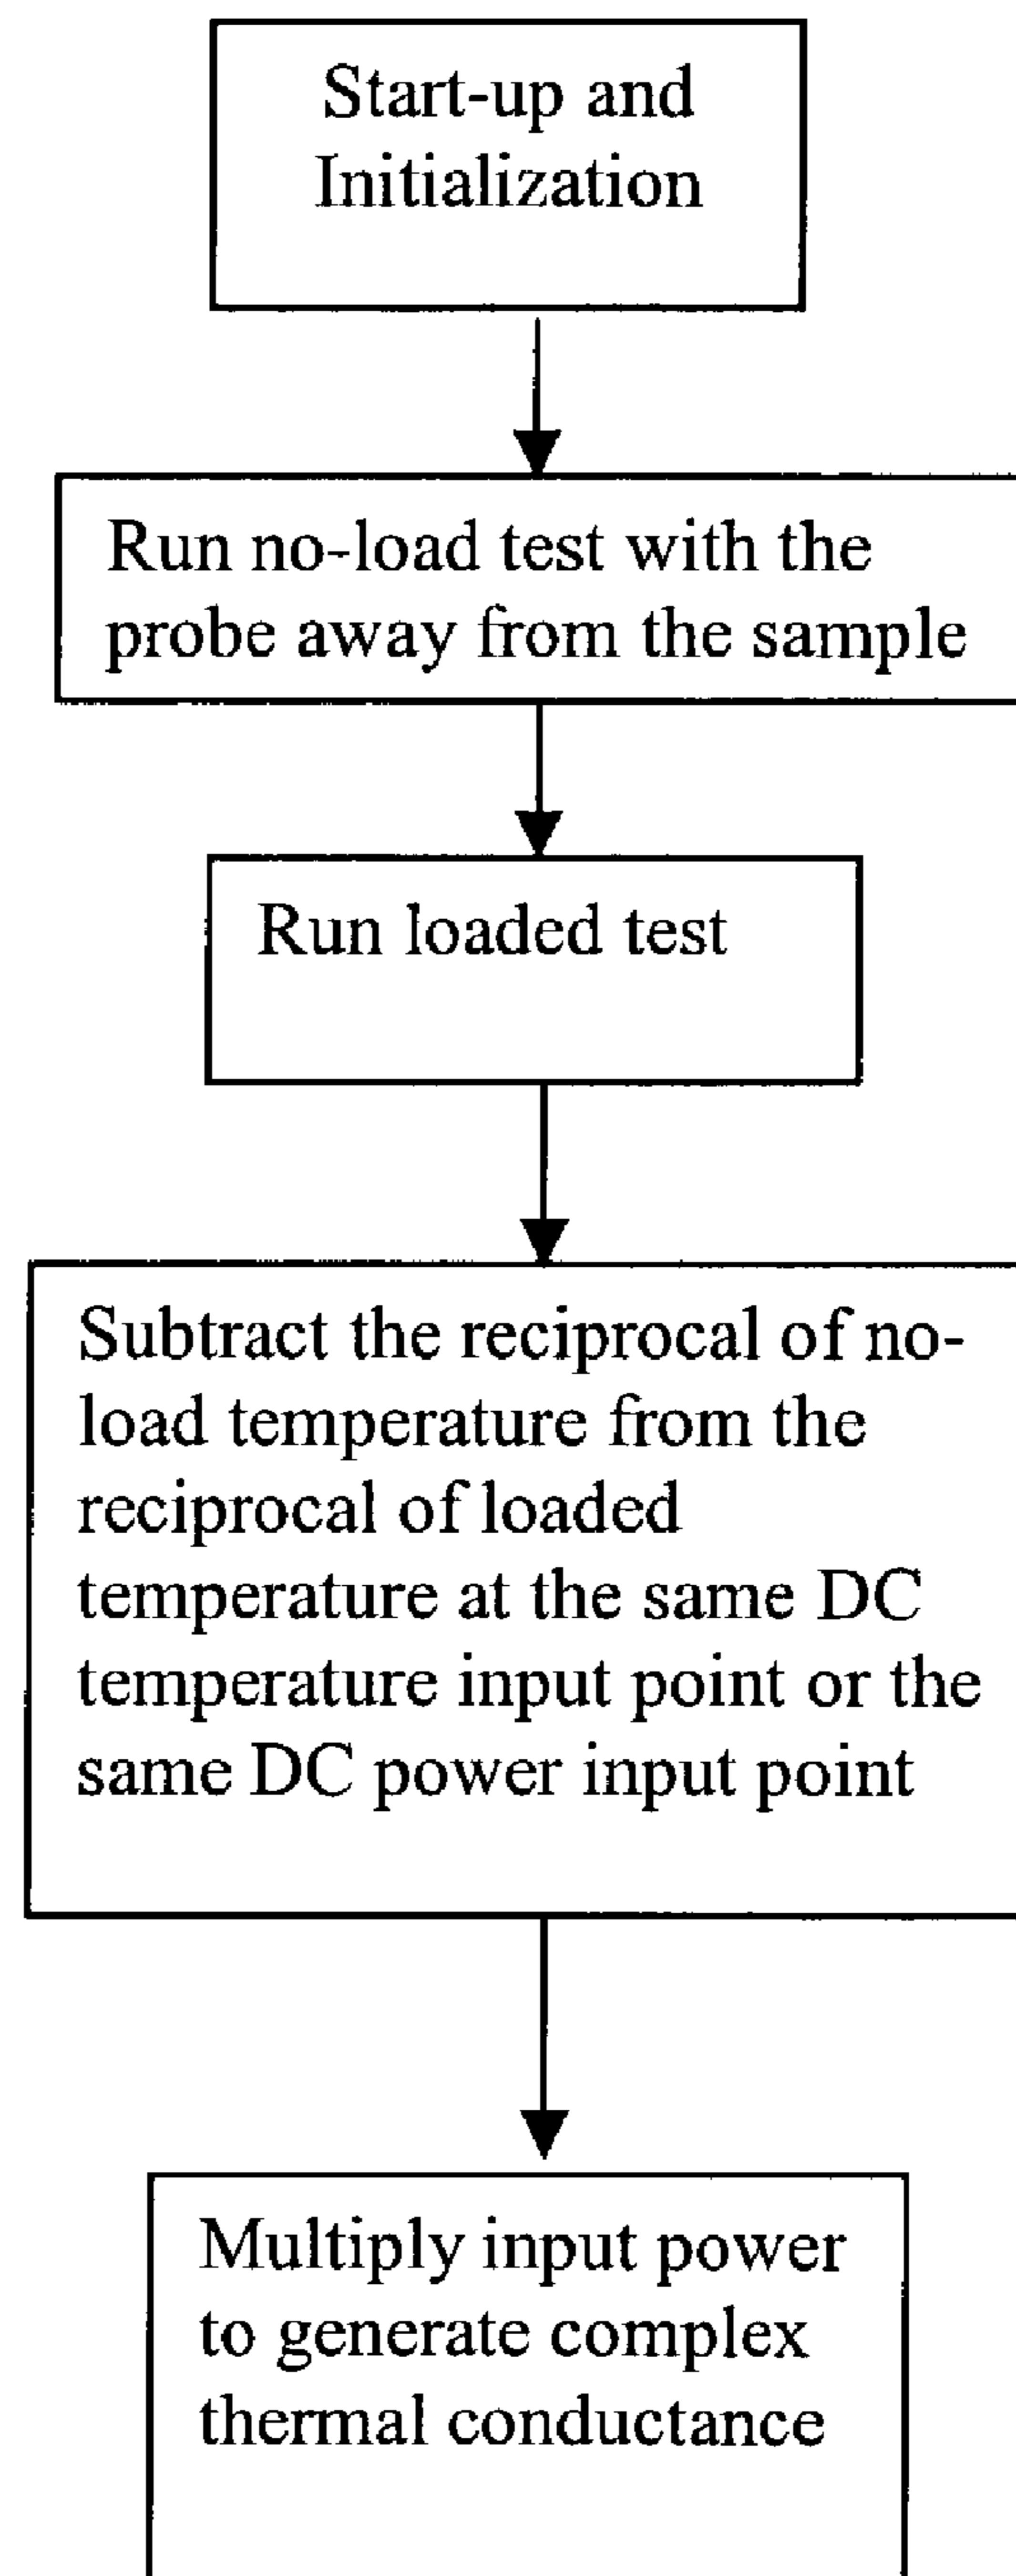 Start-up and
Initialization
Run no-load test with the
probe away from the sample
Run loaded test
Subtract the reciprocal of no-
load temperature from the
reciprocal of loaded
temperature at the same DC
temperature input point or the
same DC power input point
Multiply input power
to generate complex
thermal conductance